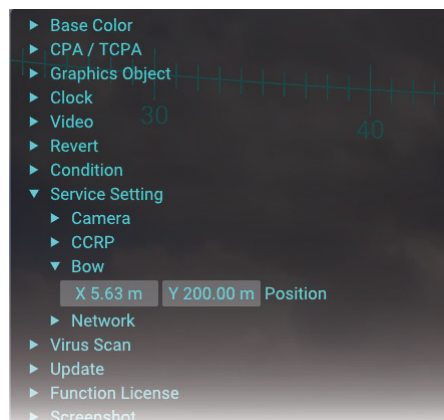 Base Color
CPA / TCPA
Graphics Object
Clock
Video
30
40
Revert
Condition
Service Setting
Camera
CCRP
Bow
X 5.63 m Y 200.00 m Position
Network
Virus Scan
Update
Function License
Screenshot